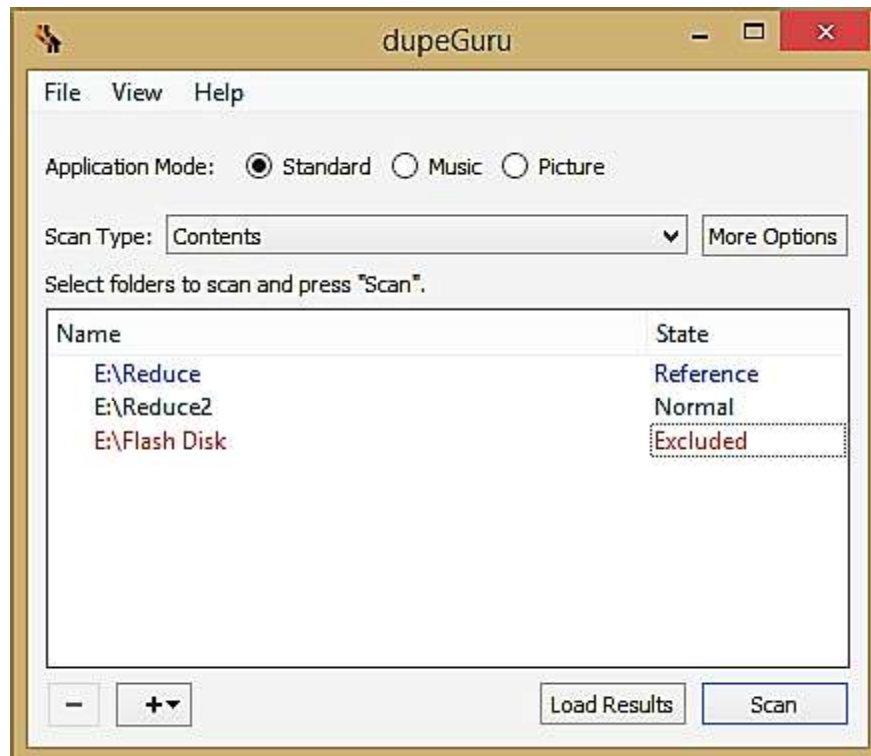 dupeGuru
File View Help
Application Mode: Standard Music Picture
Scan Type: Contents More Options
Select folders to scan and press "Scan".
Name State
E:\Reduce Reference
E:\Reduce2 Normal
E:\Flash Disk Excluded
Load Results Scan